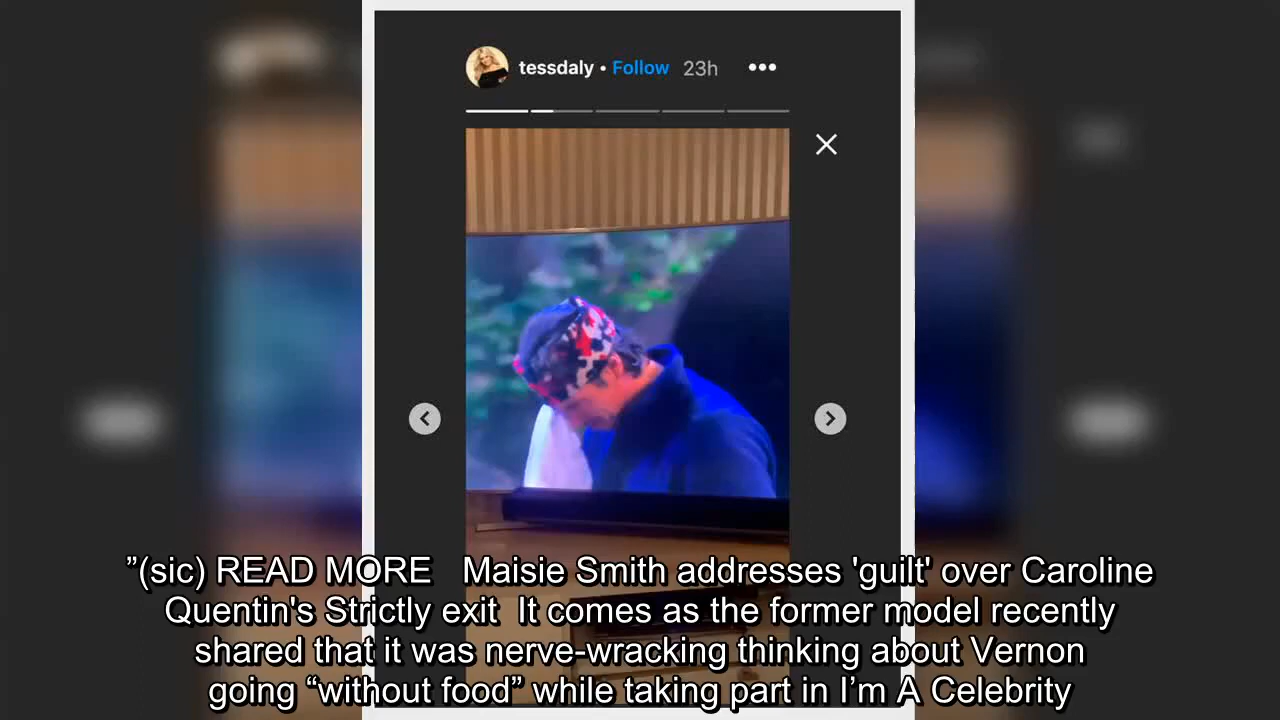 tessdaly • Follow 23h •••
”(sic) READ MORE Maisie Smith addresses 'guilt' over Caroline
Quentin's Strictly exit It comes as the former model recently
shared that it was nerve-wracking thinking about Vernon
going “without food” while taking part in I’m A Celebrity